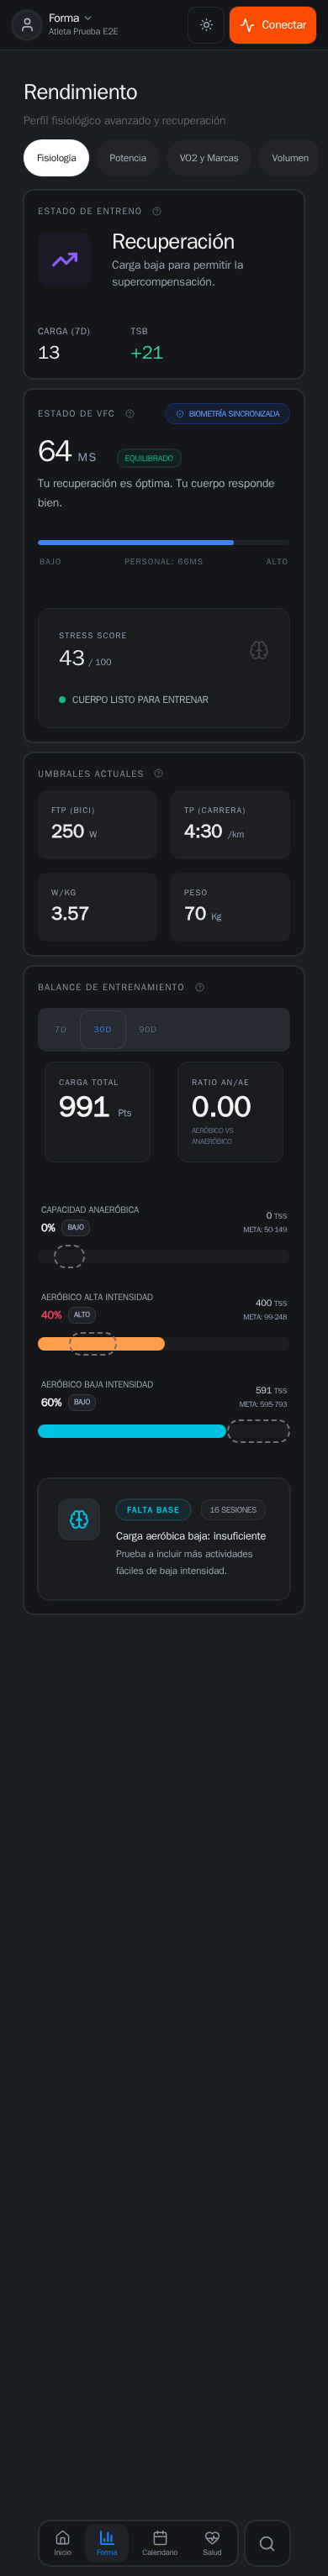 Forma
Atleta Prueba E2E
Conectar
Rendimiento
Perfil fisiológico avanzado y recuperación
Fisiología
Potencia
VO2 y Marcas
Volumen
ESTADO DE ENTRENO
Recuperación
Carga baja para permitir la
supercompensación.
CARGA (7D)
TSB
13
+21
ESTADO DE VFC
BIOMETRÍA SINCRONIZADA
64 MS
EQUILIBRADO
Tu recuperación es óptima. Tu cuerpo responde
bien.
BAJO
PERSONAL: 66MS
ALTO
STRESS SCORE
43 / 100
CUERPO LISTO PARA ENTRENAR
UMBRALES ACTUALES
FTP (BICI)
250 W
TP (CARRERA)
4:30 /km
W/KG
3.57
PESO
70 Kg
BALANCE DE ENTRENAMIENTO
7D
30D
90D
CARGA TOTAL
991 Pts
RATIO AN/AE
0.00
AERÓBICO VS
ANAERÓBICO
CAPACIDAD ANAERÓBICA
0% BAJO
0 TSS
META: 50-149
AERÓBICO ALTA INTENSIDAD
40% ALTO
400 TSS
META: 99-248
AERÓBICO BAJA INTENSIDAD
60% BAJO
591 TSS
META: 595-793
FALTA BASE
16 SESIONES
Carga aeróbica baja: insuficiente
Prueba a incluir más actividades
fáciles de baja intensidad.
Inicio
Forma
Calendario
Salud